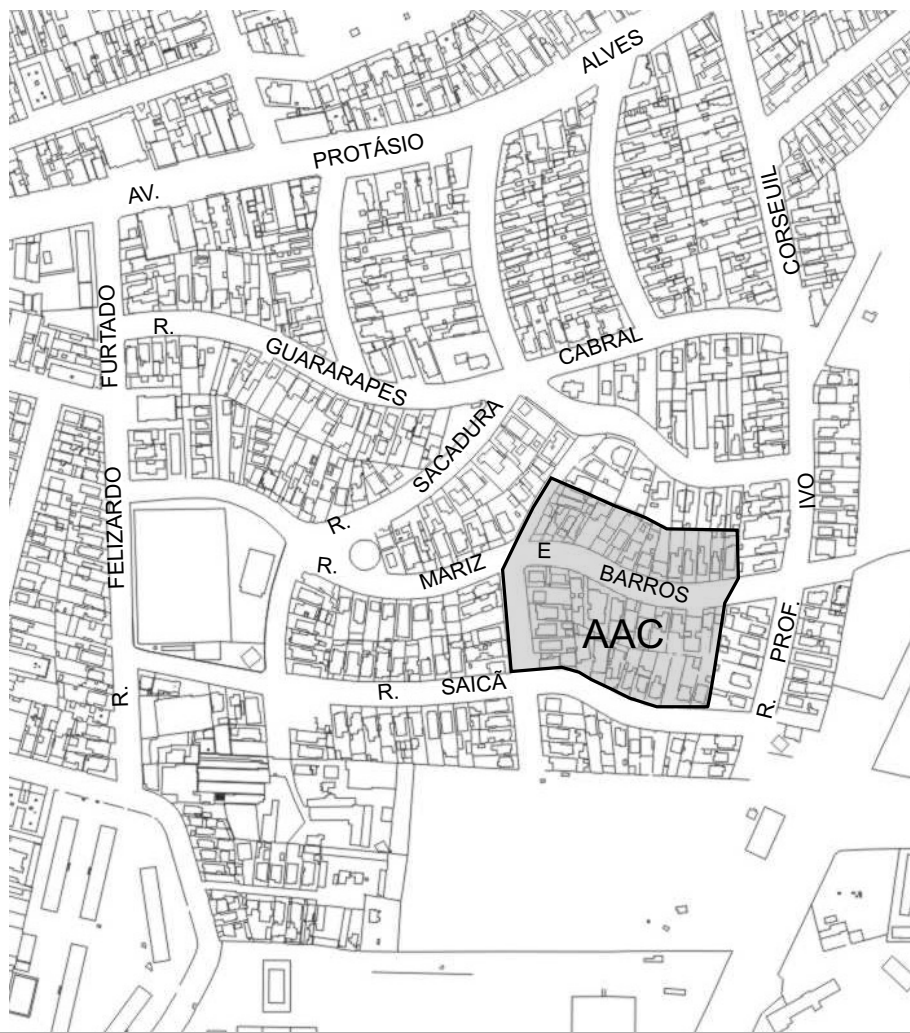 ALVES
PROTÁSIO
AV.
CORSEUIL
FURTADO
R.
GUARARAPES
CABRAL
SACADURA
R.
FELIZARDO
IVO
R.
MARIZ
E
BARROS
AAC
PROF.
R.
R.
SAICÃ
R.